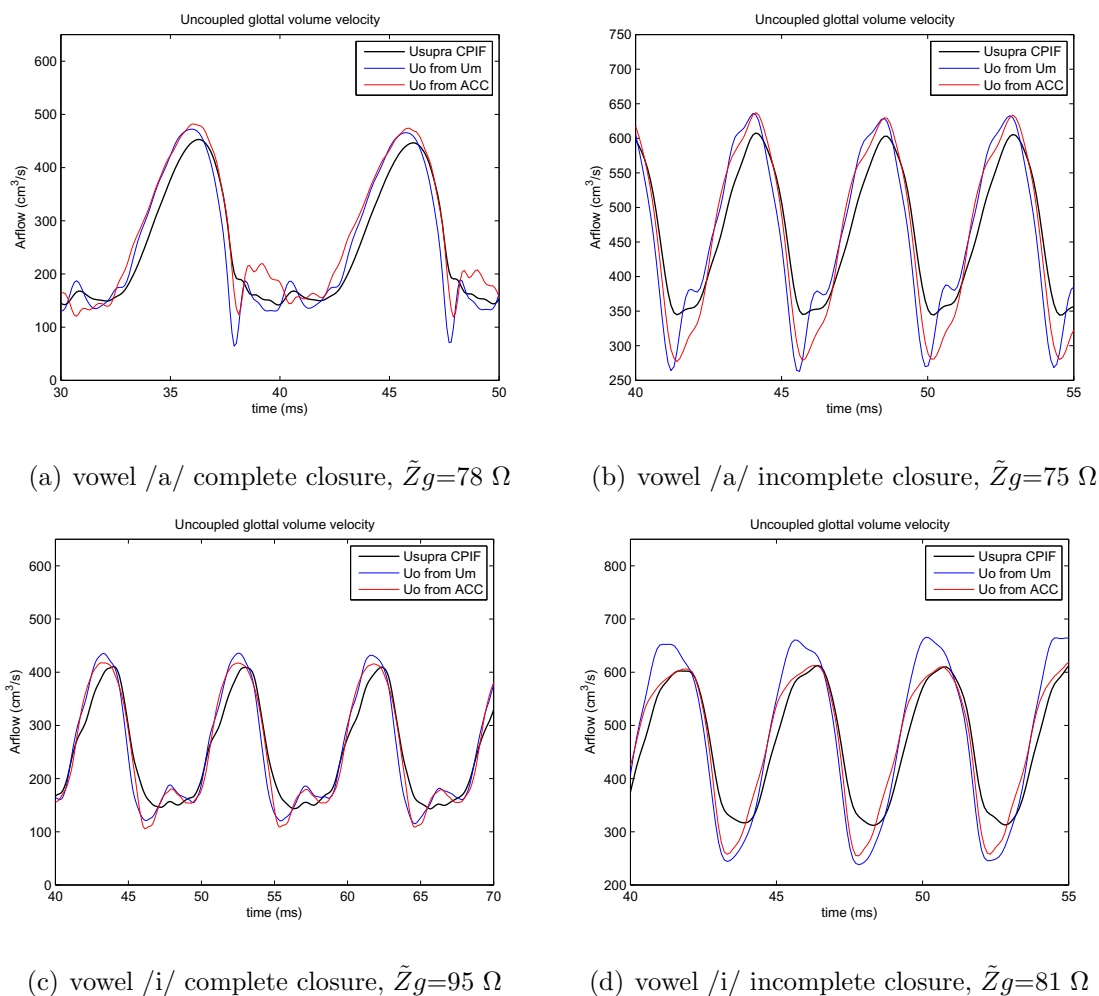 Uncoupled glottal volume velocity
650
600
500
400
300
200
100
0
Arflow (cm³/s)
30 35 40 45 50
time (ms)
Usupra CPIF
Uo from Um
Uo from ACC
(a) vowel /a/ complete closure, Z̃g=78 Ω
Uncoupled glottal volume velocity
750
700
650
600
550
500
450
400
350
300
250
Arflow (cm³/s)
40 45 50 55
time (ms)
Usupra CPIF
Uo from Um
Uo from ACC
(b) vowel /a/ incomplete closure, Z̃g=75 Ω
Uncoupled glottal volume velocity
600
500
400
300
200
100
0
Arflow (cm³/s)
40 45 50 55 60 65 70
time (ms)
Usupra CPIF
Uo from Um
Uo from ACC
(c) vowel /i/ complete closure, Z̃g=95 Ω
Uncoupled glottal volume velocity
800
700
600
500
400
300
200
Arflow (cm³/s)
40 45 50 55
time (ms)
Usupra CPIF
Uo from Um
Uo from ACC
(d) vowel /i/ incomplete closure, Z̃g=81 Ω